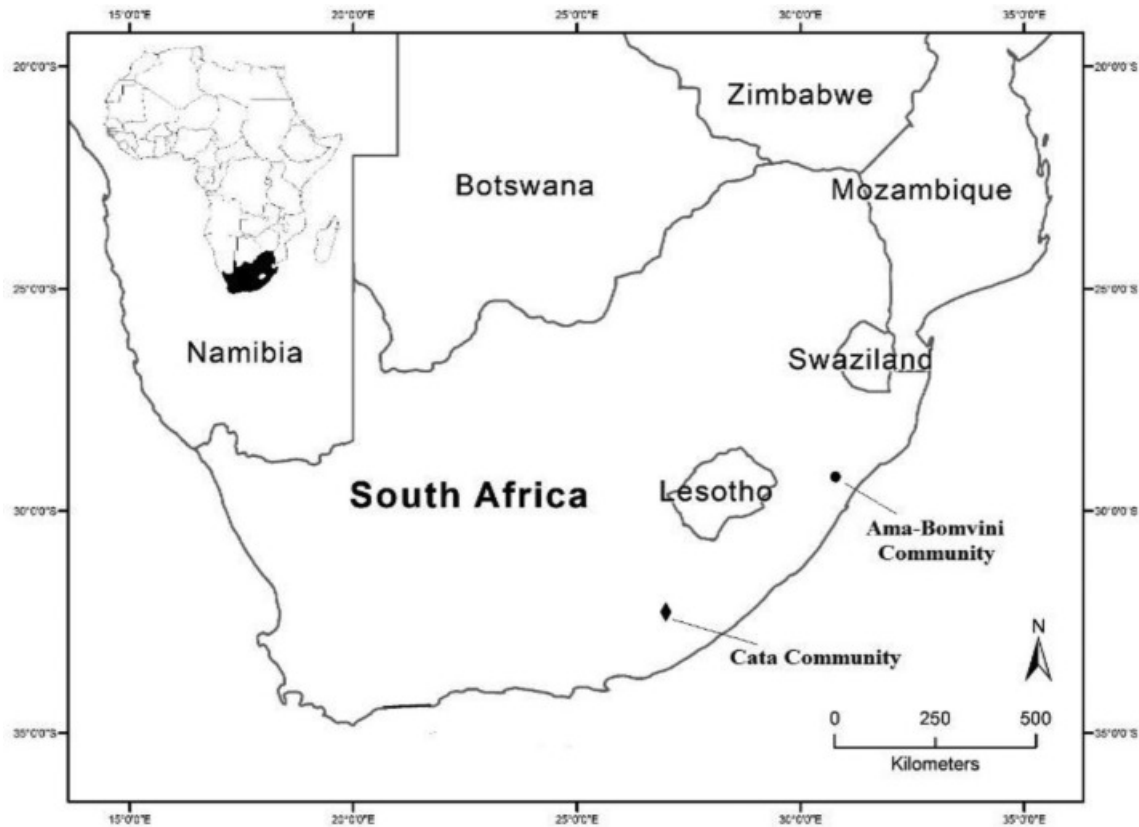 15°0'0"E 20°0'0"E 25°0'0"E 30°0'0"E 35°0'0"E
20°0'0"S 20°0'0"S
Zimbabwe
Botswana
Mozambique
25°0'0"S 25°0'0"S
Namibia
Swaziland
South Africa
Lesotho
30°0'0"S 30°0'0"S
Ama-Bomvini
Community
Cata Community
N
0 250 500
Kilometers
35°0'0"S 35°0'0"S
15°0'0"E 20°0'0"E 25°0'0"E 30°0'0"E 35°0'0"E